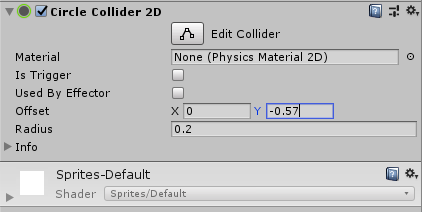 Circle Collider 2D
Edit Collider
Material None (Physics Material 2D)
Is Trigger
Used By Effector
Offset X 0 Y -0.57
Radius 0.2
Info
Sprites-Default
Shader Sprites/Default